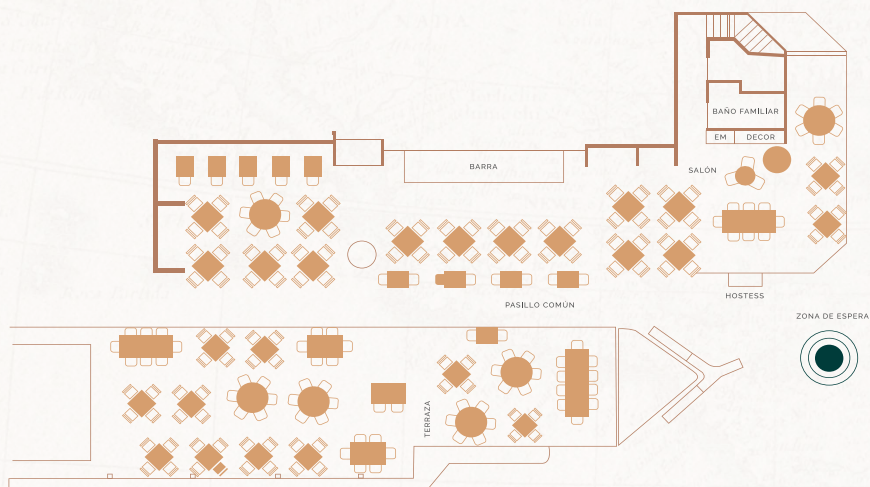 BAÑO FAMILIAR
EM
DECOR
BARRA
SALÓN
HOSTESS
PASILLO COMÚN
ZONA DE ESPERA
TERRAZA